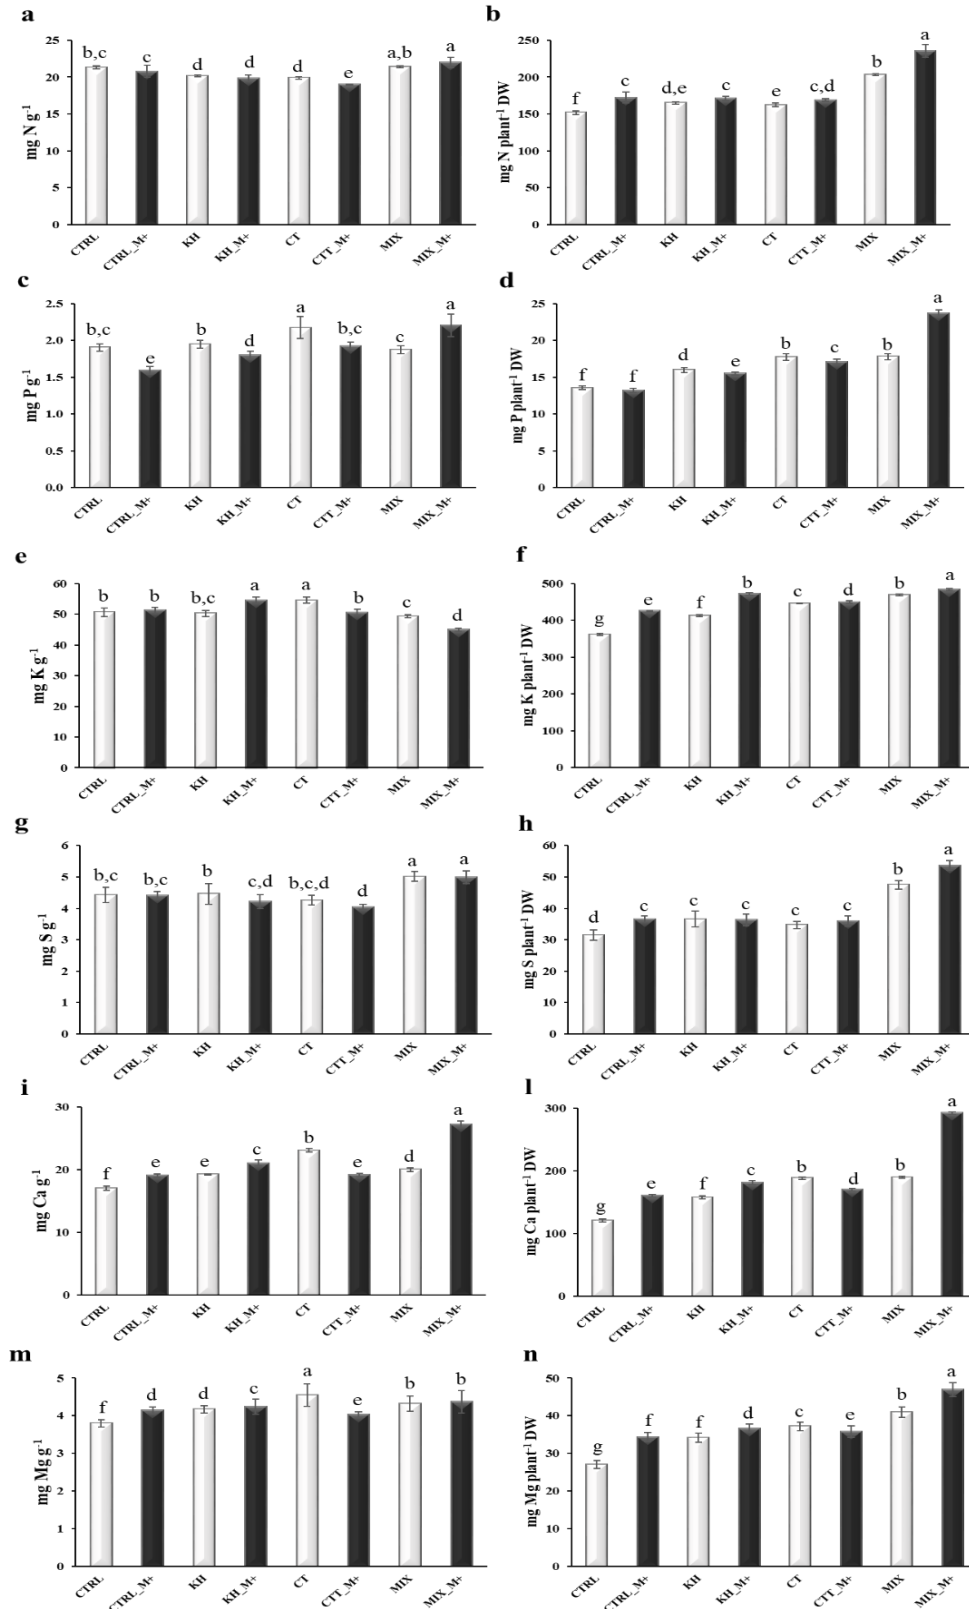 a
mg N g-1
25
20
15
10
5
0
b,c c d d d e a,b a
CTRL CTRL_M+ KH KH_M+ CT CTT_M+ MIX MIX_M+
b
mg N plant-1 DW
250
200
150
100
50
0
f c d,e c e c,d b a
CTRL CTRL_M+ KH KH_M+ CT CTT_M+ MIX MIX_M+
c
mg P g-1
2.5
2.0
1.5
1.0
0.5
0.0
b,c e b d a b,c c a
CTRL CTRL_M+ KH KH_M+ CT CTT_M+ MIX MIX_M+
d
mg P plant-1 DW
25
20
15
10
5
0
f f d e b c b a
CTRL CTRL_M+ KH KH_M+ CT CTT_M+ MIX MIX_M+
e
mg K g-1
60
50
40
30
20
10
0
b b b,c a a b c d
CTRL CTRL_M+ KH KH_M+ CT CTT_M+ MIX MIX_M+
f
mg K plant-1 DW
500
400
300
200
100
0
g e f b c d b a
CTRL CTRL_M+ KH KH_M+ CT CTT_M+ MIX MIX_M+
g
mg S g-1
6
5
4
3
2
1
0
b,c b,c b c,d b,c,d d a a
CTRL CTRL_M+ KH KH_M+ CT CTT_M+ MIX MIX_M+
h
mg S plant-1 DW
60
50
40
30
20
10
0
d c c c c c b a
CTRL CTRL_M+ KH KH_M+ CT CTT_M+ MIX MIX_M+
i
mg Ca g-1
30
20
10
0
f e e c b e d a
CTRL CTRL_M+ KH KH_M+ CT CTT_M+ MIX MIX_M+
l
mg Ca plant-1 DW
300
200
100
0
g e f c b d b a
CTRL CTRL_M+ KH KH_M+ CT CTT_M+ MIX MIX_M+
m
mg Mg g-1
5
4
3
2
1
0
f d d c a e b b
CTRL CTRL_M+ KH KH_M+ CT CTT_M+ MIX MIX_M+
n
mg Mg plant-1 DW
50
40
30
20
10
0
g f f d c e b a
CTRL CTRL_M+ KH KH_M+ CT CTT_M+ MIX MIX_M+